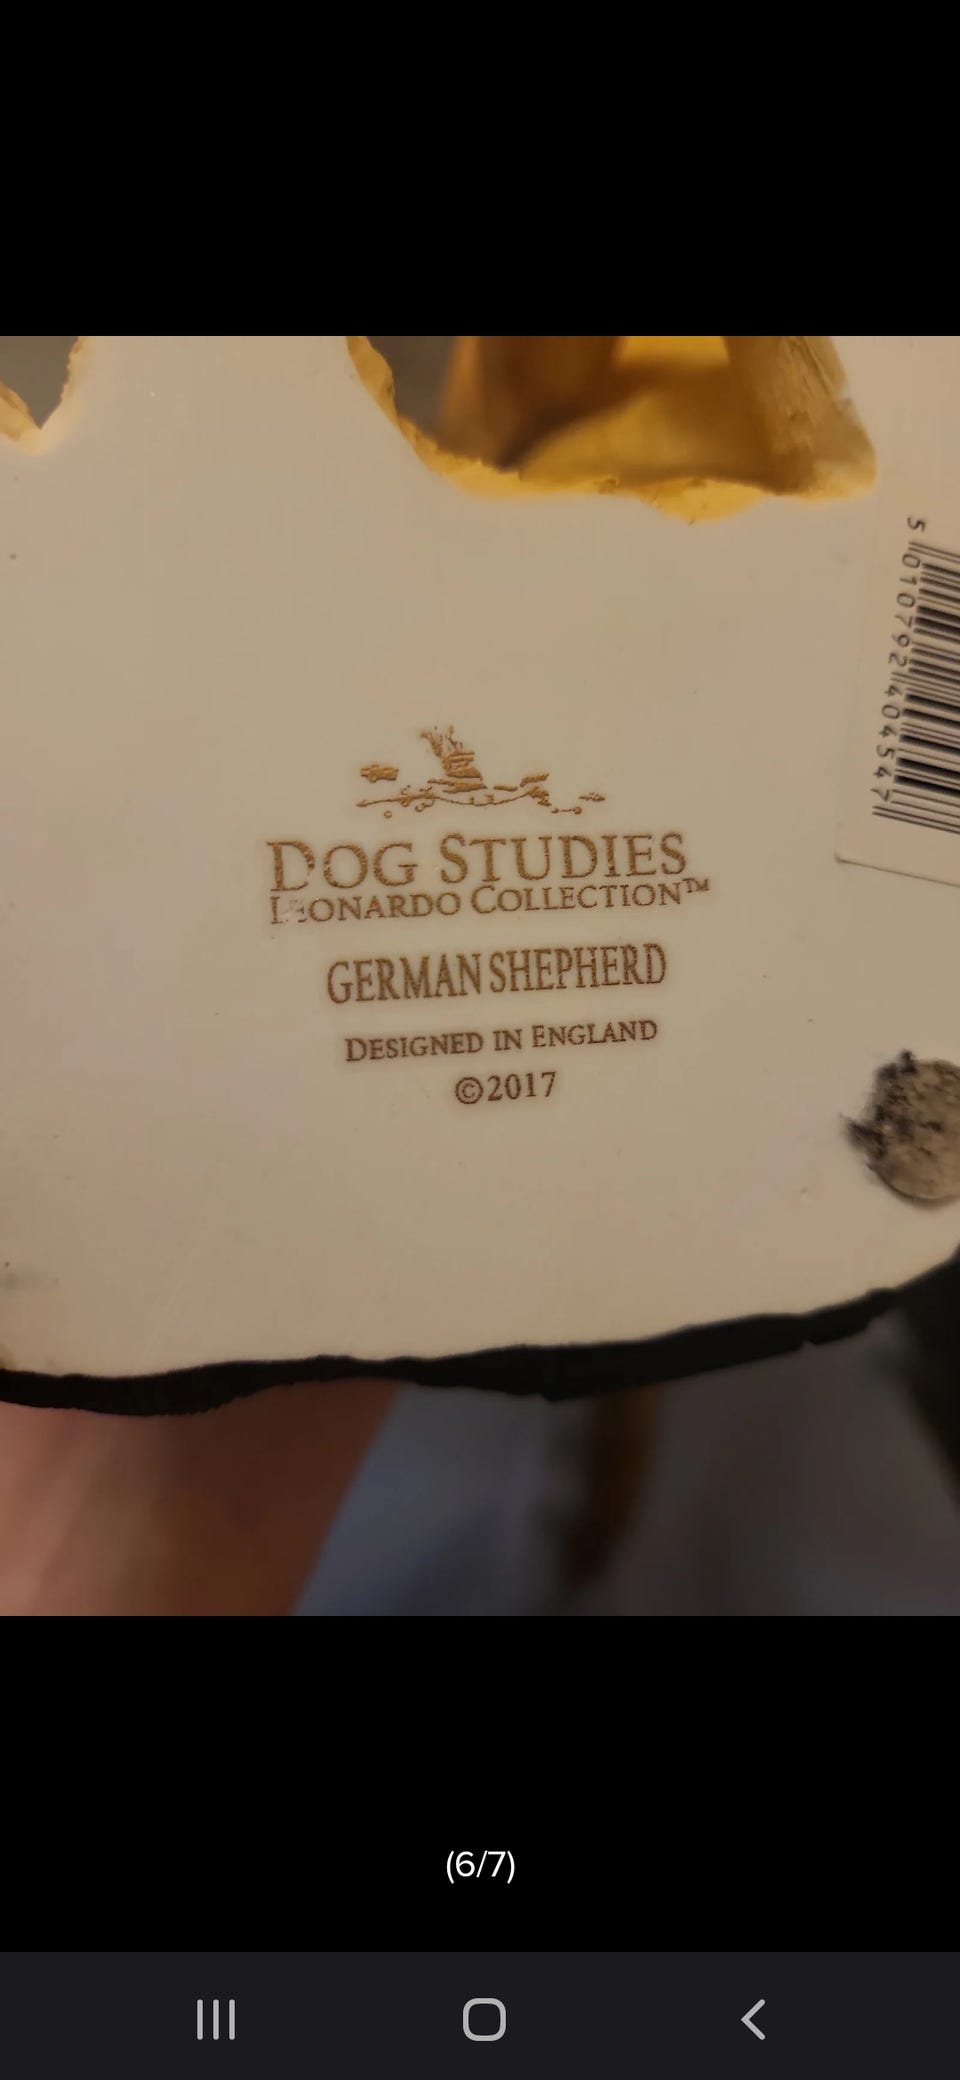 DOG STUDIES
LEONARDO COLLECTION™
GERMAN SHEPHERD
DESIGNED IN ENGLAND
©2017
5 010792 404547
(6/7)